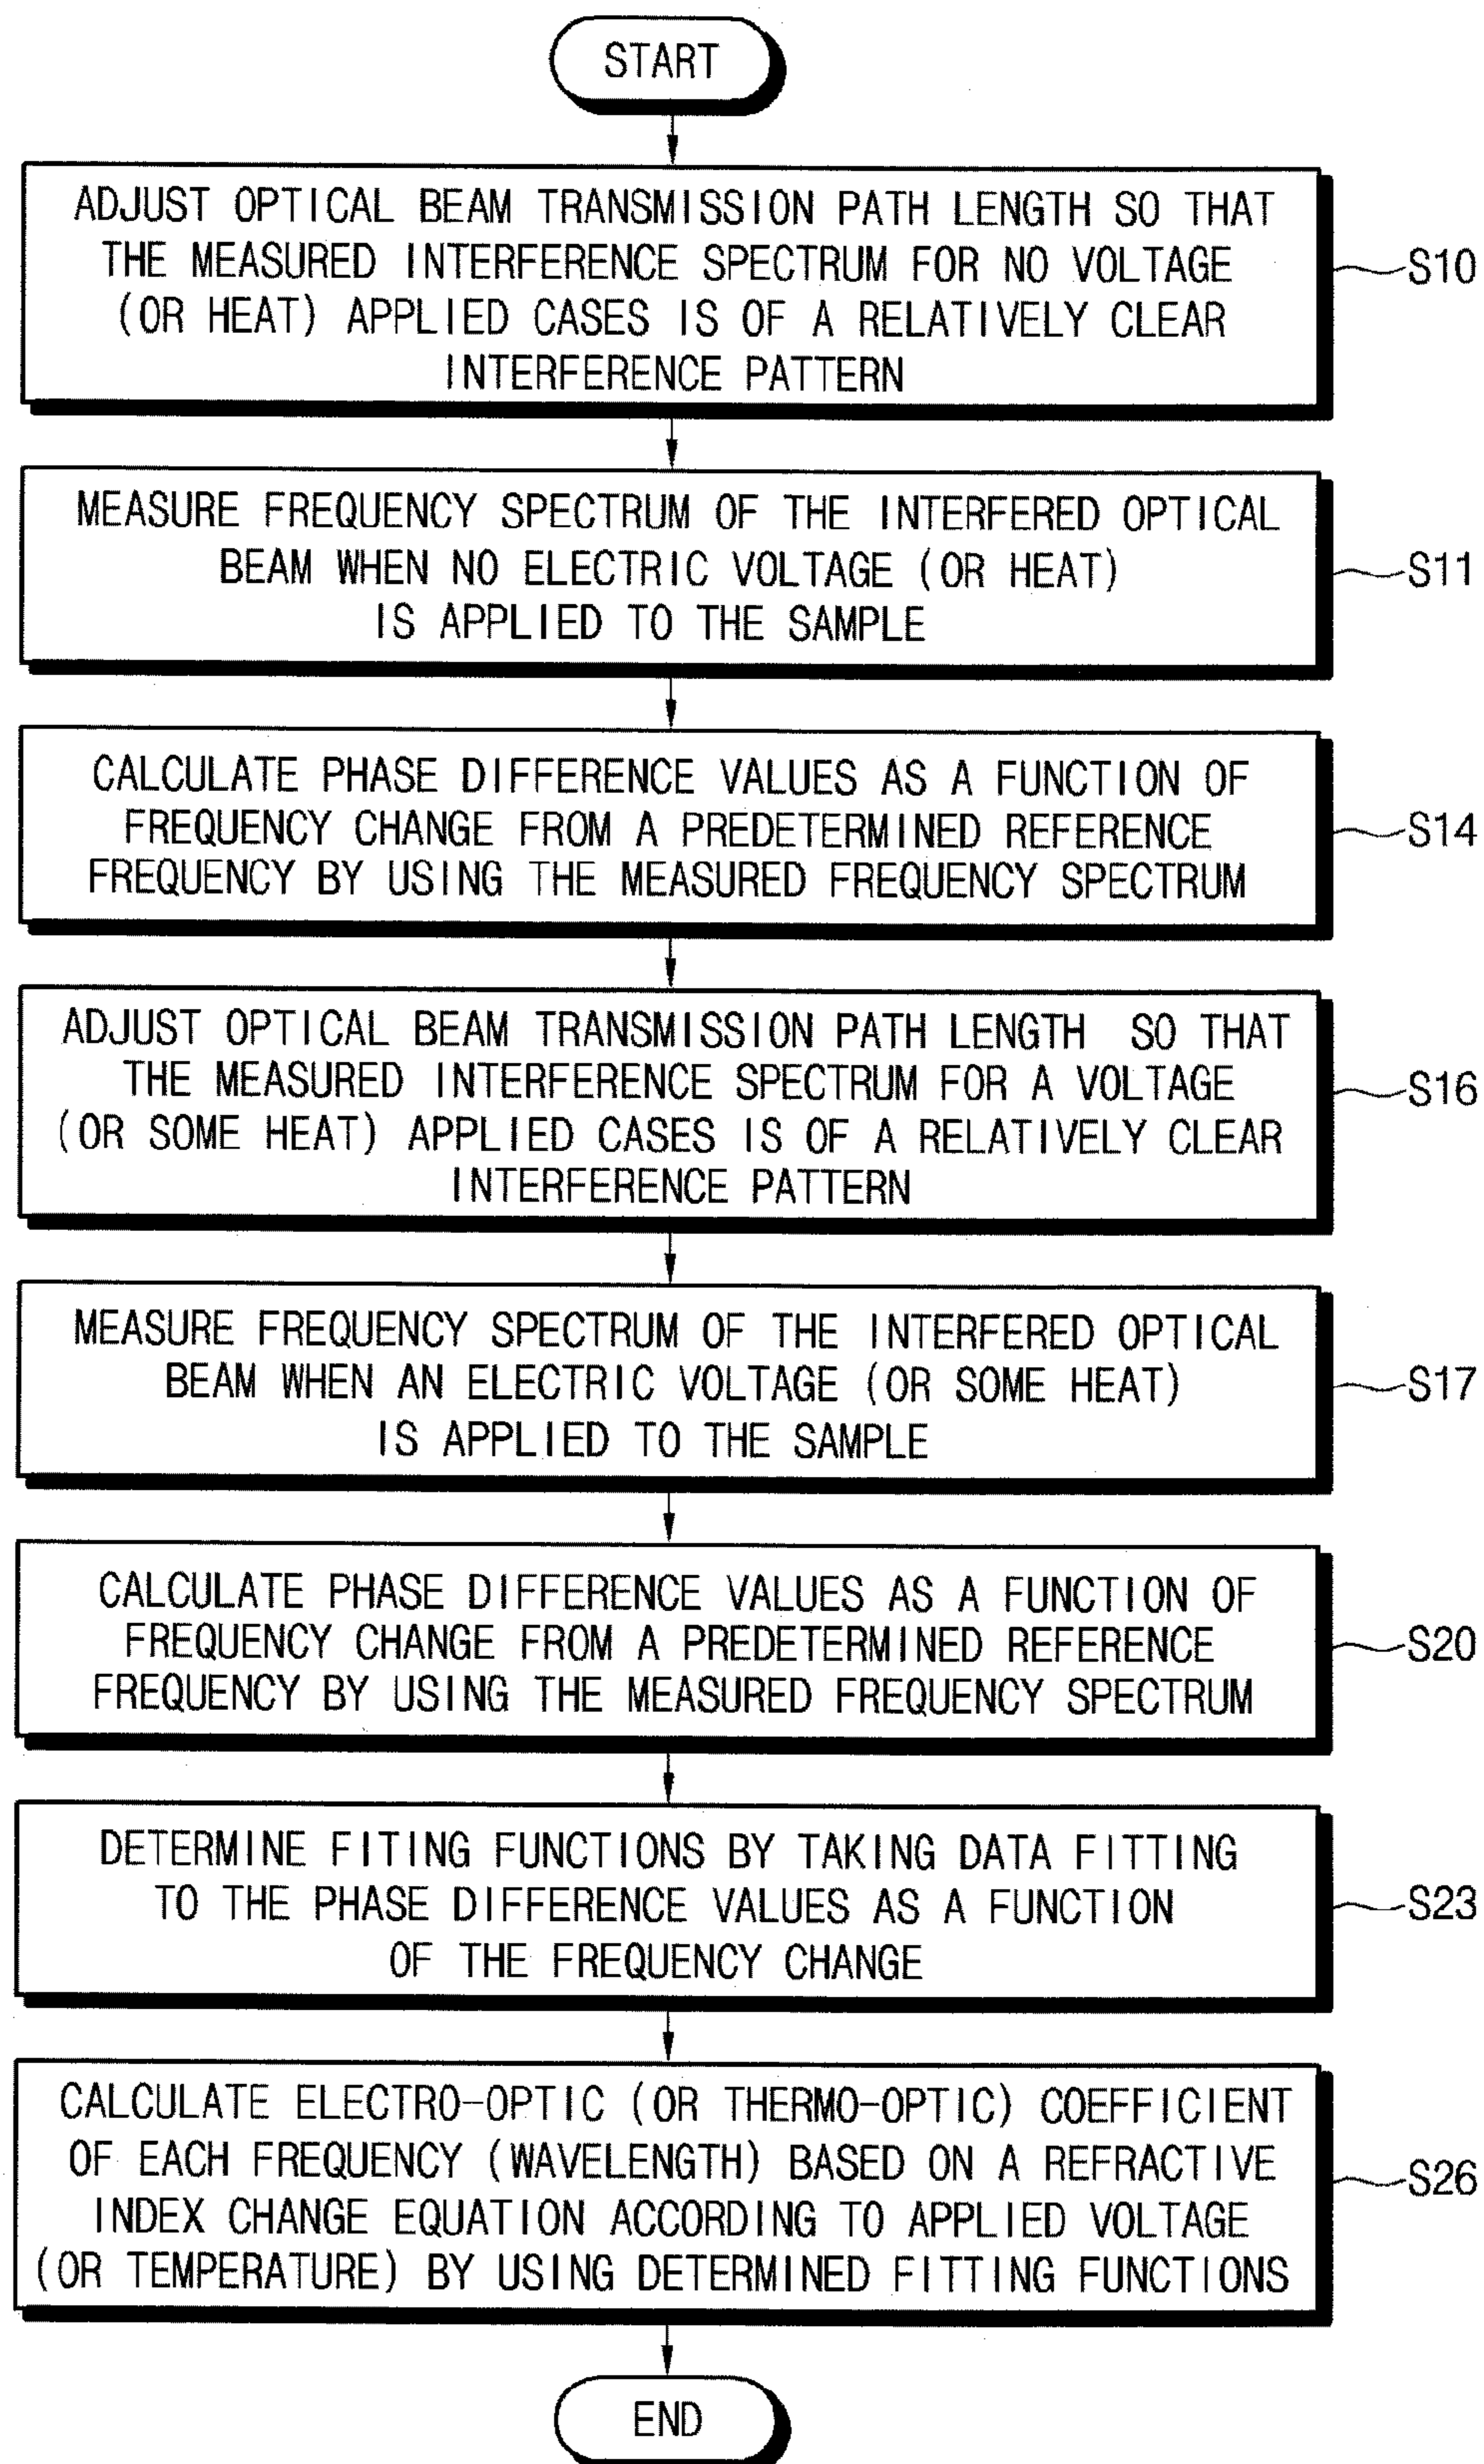 START
ADJUST OPTICAL BEAM TRANSMISSION PATH LENGTH SO THAT
THE MEASURED INTERFERENCE SPECTRUM FOR NO VOLTAGE
(OR HEAT) APPLIED CASES IS OF A RELATIVELY CLEAR
INTERFERENCE PATTERN
S10
MEASURE FREQUENCY SPECTRUM OF THE INTERFERED OPTICAL
BEAM WHEN NO ELECTRIC VOLTAGE (OR HEAT)
IS APPLIED TO THE SAMPLE
S11
CALCULATE PHASE DIFFERENCE VALUES AS A FUNCTION OF
FREQUENCY CHANGE FROM A PREDETERMINED REFERENCE
FREQUENCY BY USING THE MEASURED FREQUENCY SPECTRUM
S14
ADJUST OPTICAL BEAM TRANSMISSION PATH LENGTH SO THAT
THE MEASURED INTERFERENCE SPECTRUM FOR A VOLTAGE
(OR SOME HEAT) APPLIED CASES IS OF A RELATIVELY CLEAR
INTERFERENCE PATTERN
S16
MEASURE FREQUENCY SPECTRUM OF THE INTERFERED OPTICAL
BEAM WHEN AN ELECTRIC VOLTAGE (OR SOME HEAT)
IS APPLIED TO THE SAMPLE
S17
CALCULATE PHASE DIFFERENCE VALUES AS A FUNCTION OF
FREQUENCY CHANGE FROM A PREDETERMINED REFERENCE
FREQUENCY BY USING THE MEASURED FREQUENCY SPECTRUM
S20
DETERMINE FITING FUNCTIONS BY TAKING DATA FITTING
TO THE PHASE DIFFERENCE VALUES AS A FUNCTION
OF THE FREQUENCY CHANGE
S23
CALCULATE ELECTRO-OPTIC (OR THERMO-OPTIC) COEFFICIENT
OF EACH FREQUENCY (WAVELENGTH) BASED ON A REFRACTIVE
INDEX CHANGE EQUATION ACCORDING TO APPLIED VOLTAGE
(OR TEMPERATURE) BY USING DETERMINED FITTING FUNCTIONS
S26
END